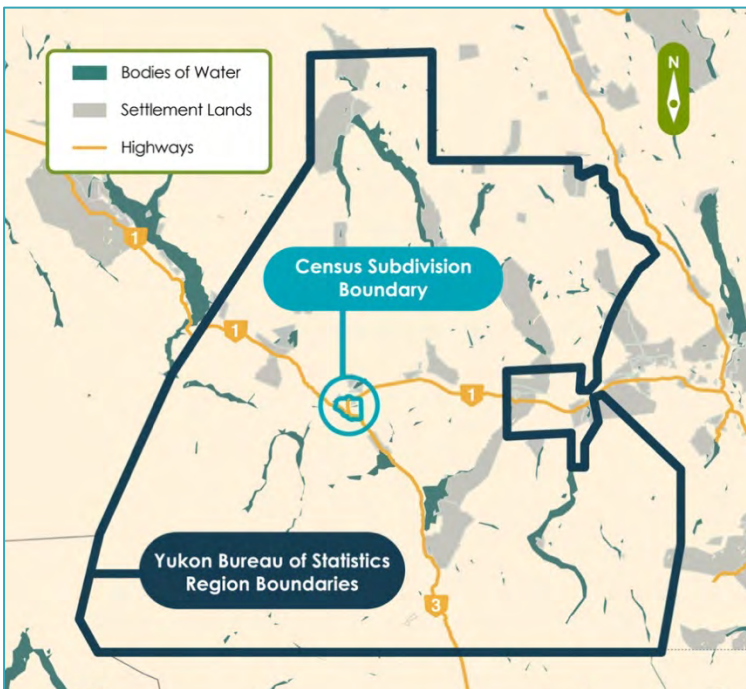 Bodies of Water
Settlement Lands
Highways
N
1
Census Subdivision
Boundary
1
1
Yukon Bureau of Statistics
Region Boundaries
3